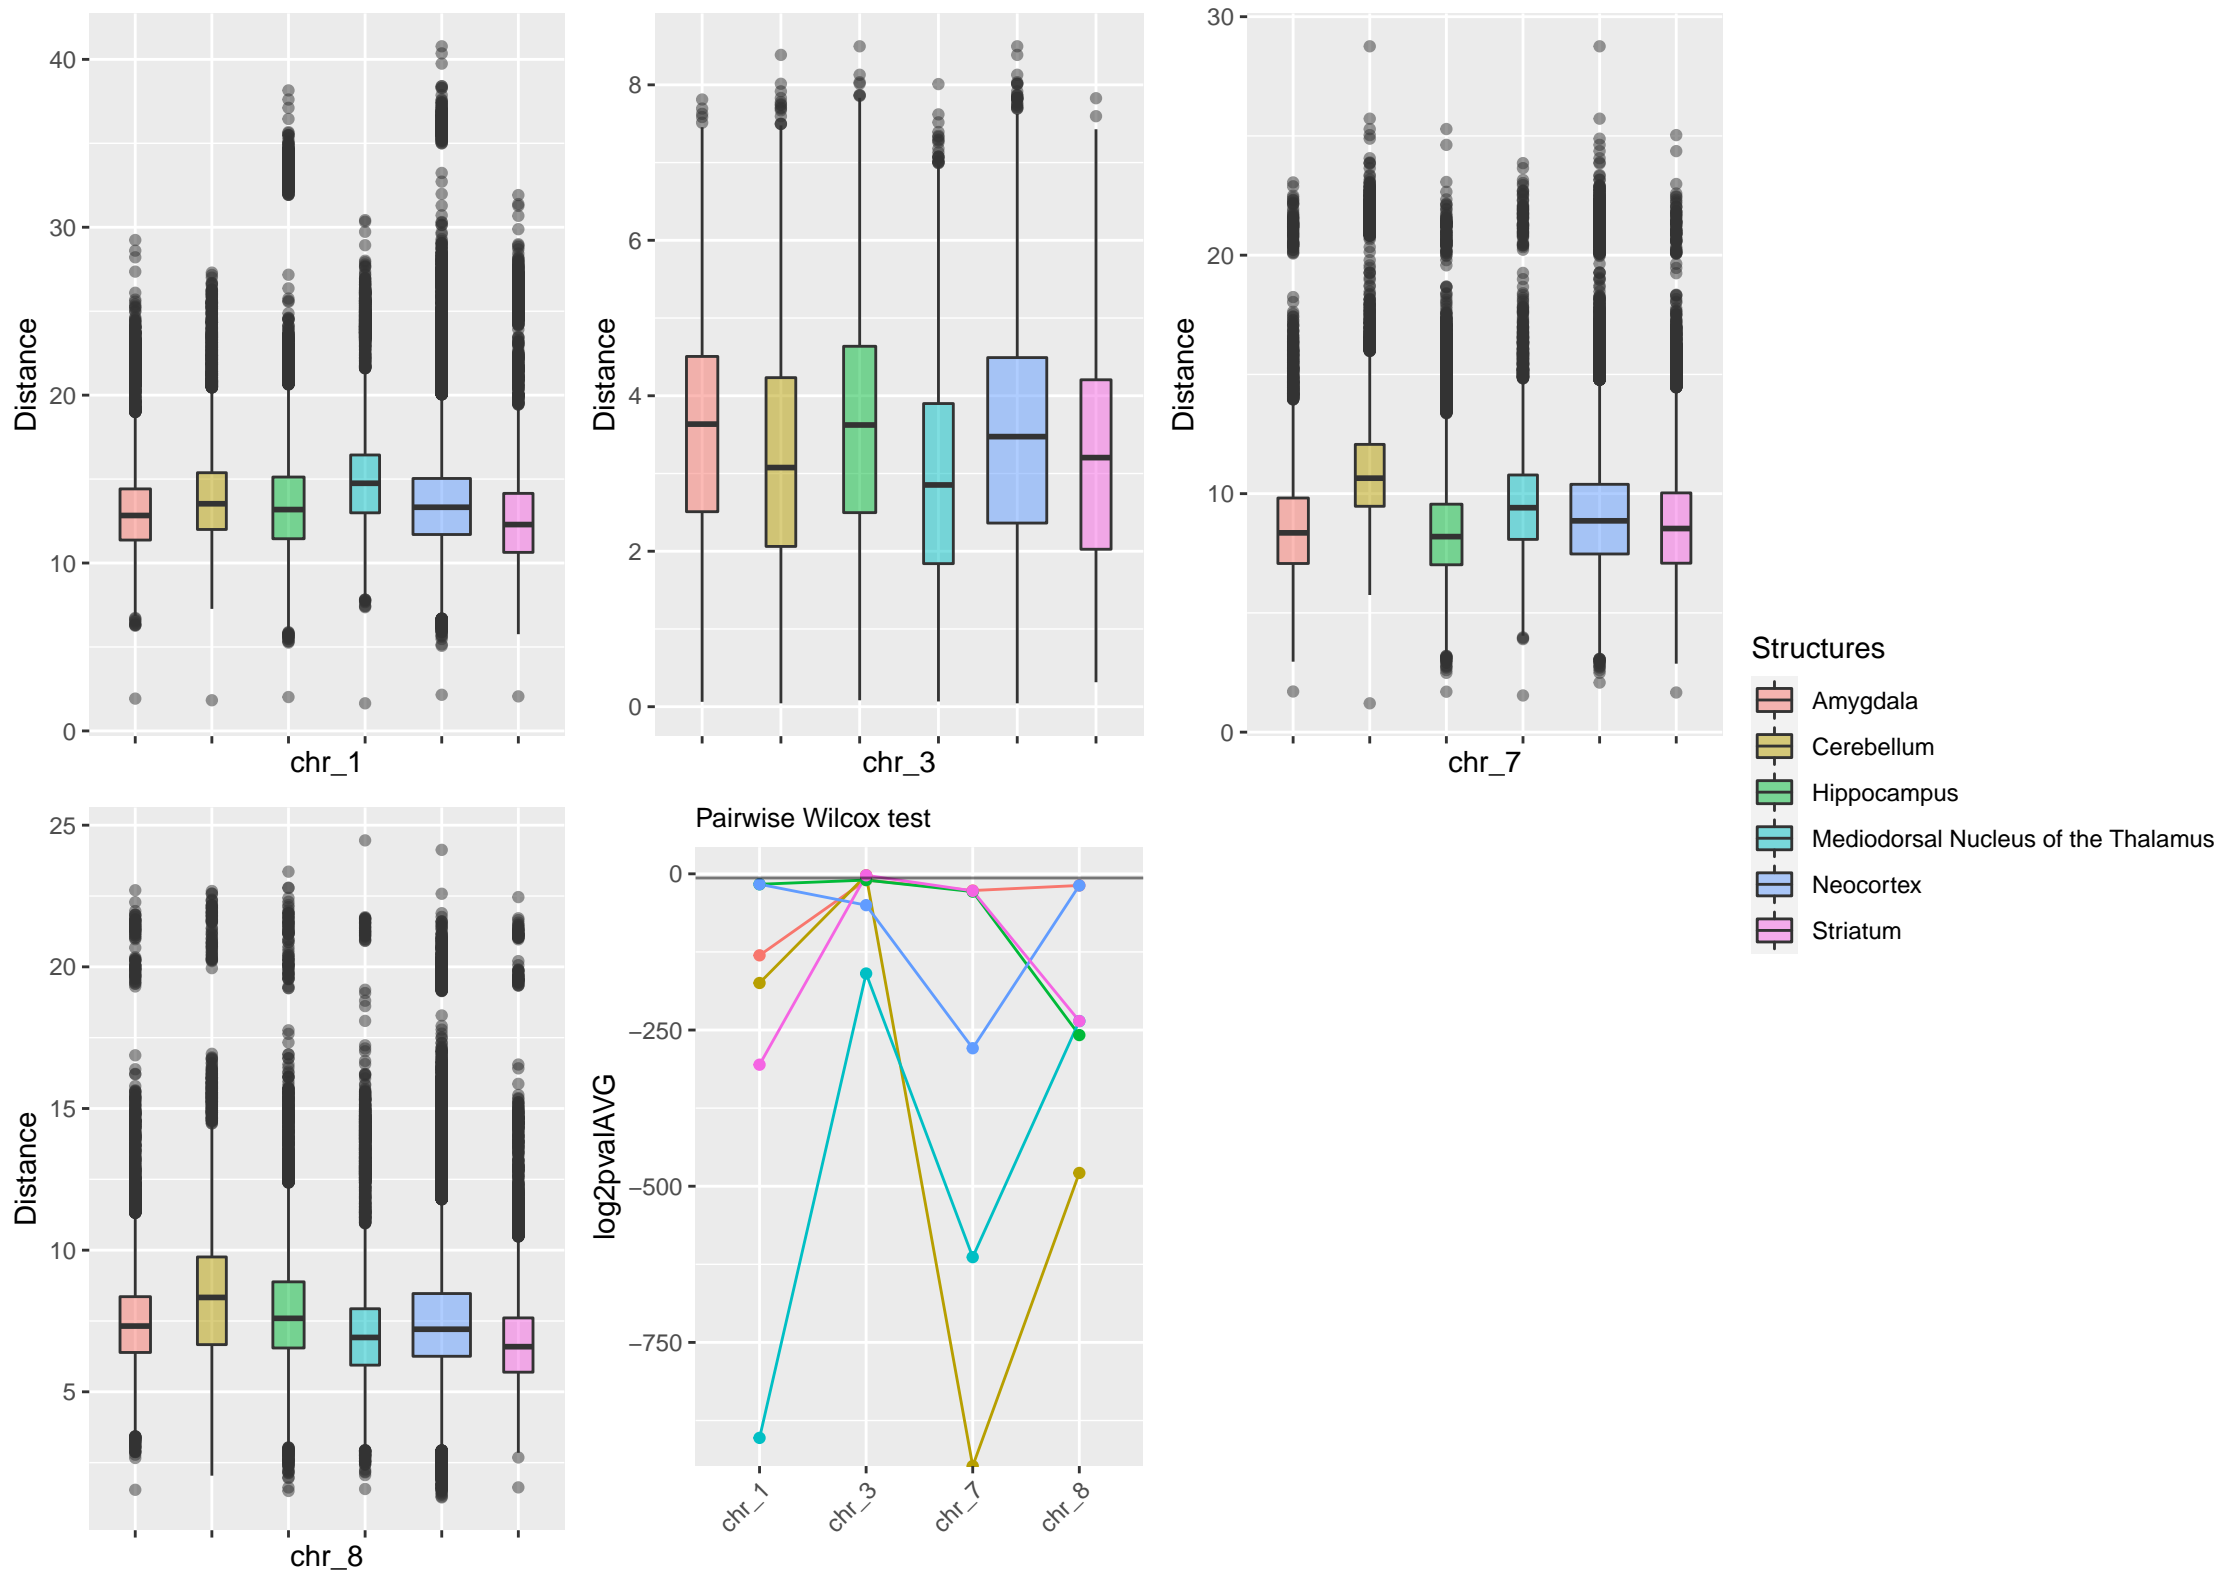 40
30
20
10
0
Distance
chr_1
8
6
4
2
0
Distance
chr_3
30
20
10
0
Distance
chr_7
Structures
Amygdala
Cerebellum
Hippocampus
Mediodorsal Nucleus of the Thalamus
Neocortex
Striatum
25
20
15
10
5
Distance
chr_8
Pairwise Wilcox test
0
−250
−500
−750
log2pvalAVG
chr_1
chr_3
chr_7
chr_8